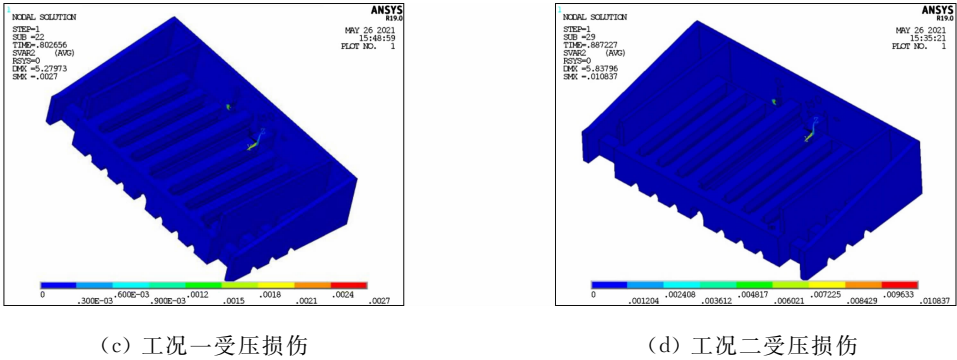 1
ANSYS
R19.0
NODAL SOLUTION
STEP=1
SUB =22
TIME=.802656
SVAR2 (AVG)
RSYS=0
DMX =5.27973
SMX =.0027
MAY 26 2021
15:48:59
PLOT NO. 1
0 .600E-03 .0012 .0018 .0024
.300E-03 .900E-03 .0015 .0021 .0027
(c) 工况一受压损伤
1
ANSYS
R19.0
NODAL SOLUTION
STEP=1
SUB =29
TIME=.887227
SVAR2 (AVG)
RSYS=0
DMX =5.83796
SMX =.010837
MAY 26 2021
15:35:21
PLOT NO. 1
0 .002408 .004817 .007225 .009633
.001204 .003612 .006021 .008429 .010837
(d) 工况二受压损伤